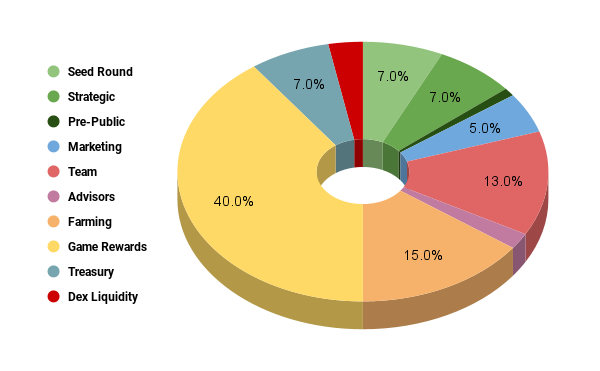 Seed Round
Strategic
Pre-Public
Marketing
Team
Advisors
Farming
Game Rewards
Treasury
Dex Liquidity
7.0%
7.0%
7.0%
5.0%
13.0%
40.0%
15.0%